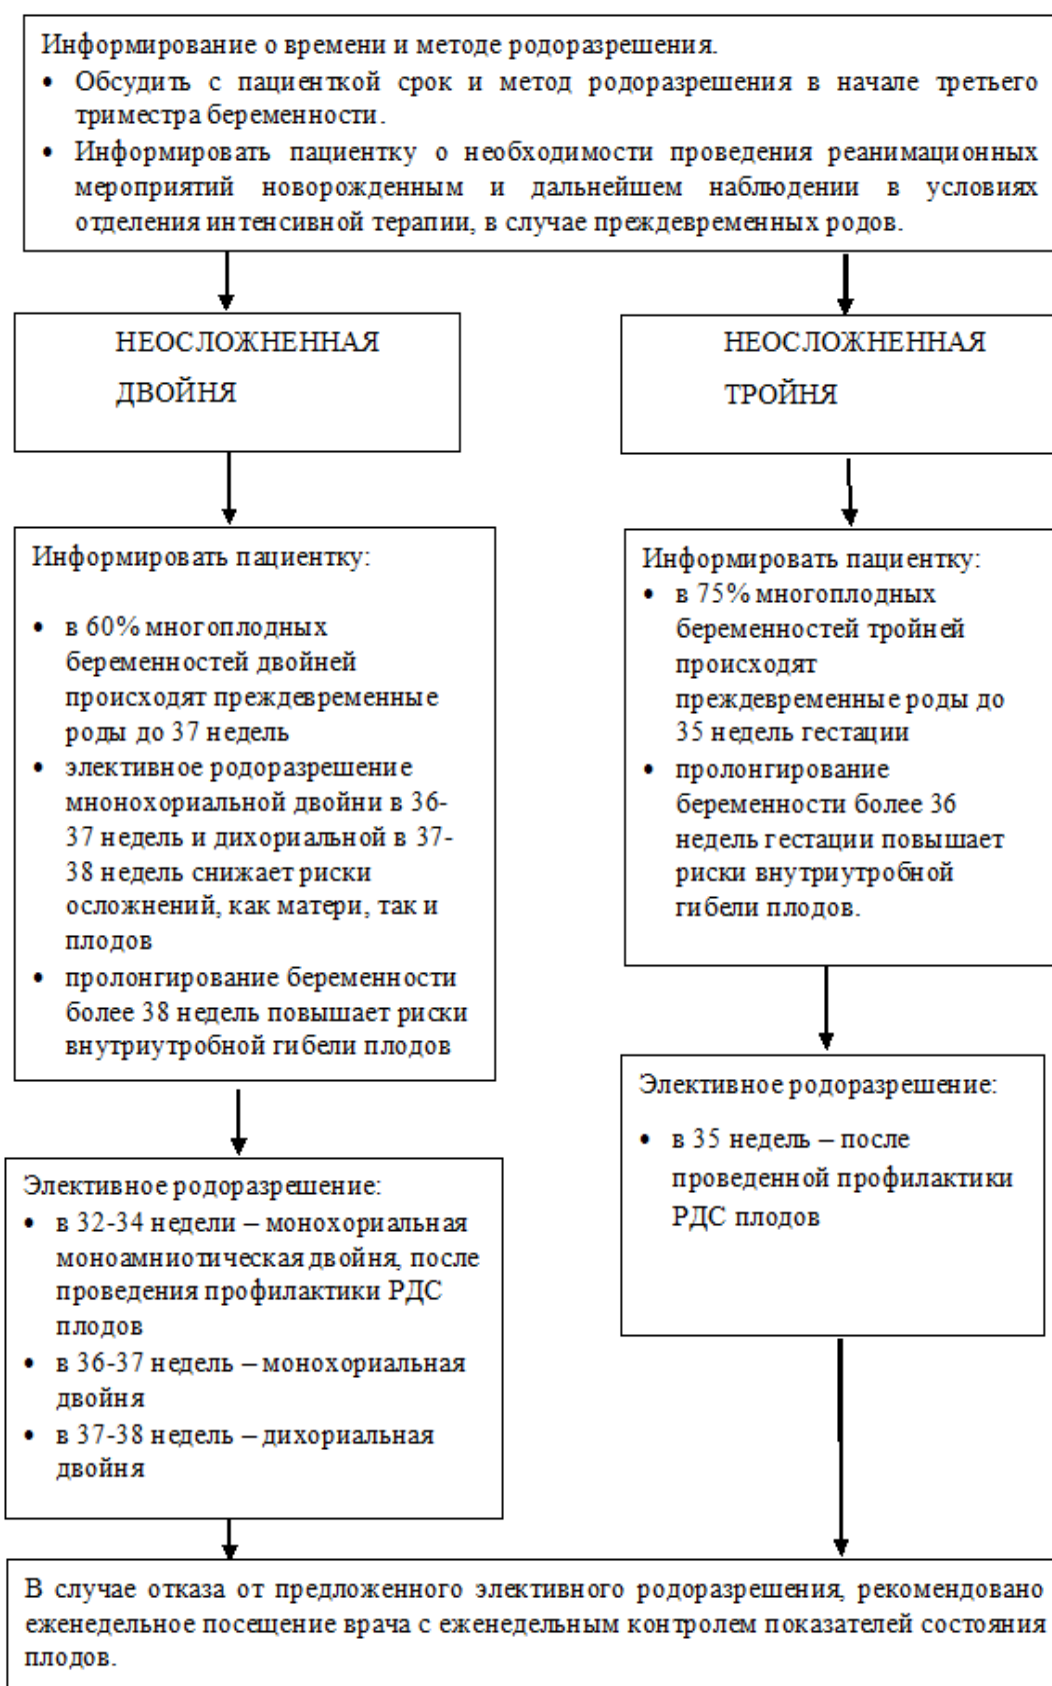 Информирование о времени и методе родоразрешения.
• Обсудить с пациенткой срок и метод родоразрешения в начале третьего
триместра беременности.
• Информировать пациентку о необходимости проведения реанимационных
мероприятий новорожденным и дальнейшем наблюдении в условиях
отделения интенсивной терапии, в случае преждевременных родов.
НЕОСЛОЖНЕННАЯ
ДВОЙНЯ
НЕОСЛОЖНЕННАЯ
ТРОЙНЯ
Информировать пациентку:
• в 60% многоплодных
беременностей двойней
происходят преждевременные
роды до 37 недель
• элективное родоразрешение
мнонохориальной двойни в 36-
37 недель и дихориальной в 37-
38 недель снижает риски
осложнений, как матери, так и
плодов
• пролонгирование беременности
более 38 недель повышает риски
внутриутробной гибели плодов
Информировать пациентку:
• в 75% многоплодных
беременностей тройней
происходят
преждевременные роды до
35 недель гестации
• пролонгирование
беременности более 36
недель гестации повышает
риски внутриутробной
гибели плодов.
Элективное родоразрешение:
• в 32-34 недели – монохориальная
моноамниотическая двойня, после
проведения профилактики РДС
плодов
• в 36-37 недель – монохориальная
двойня
• в 37-38 недель – дихориальная
двойня
Элективное родоразрешение:
• в 35 недель – после
проведенной профилактики
РДС плодов
В случае отказа от предложенного элективного родоразрешения, рекомендовано
еженедельное посещение врача с еженедельным контролем показателей состояния
плодов.